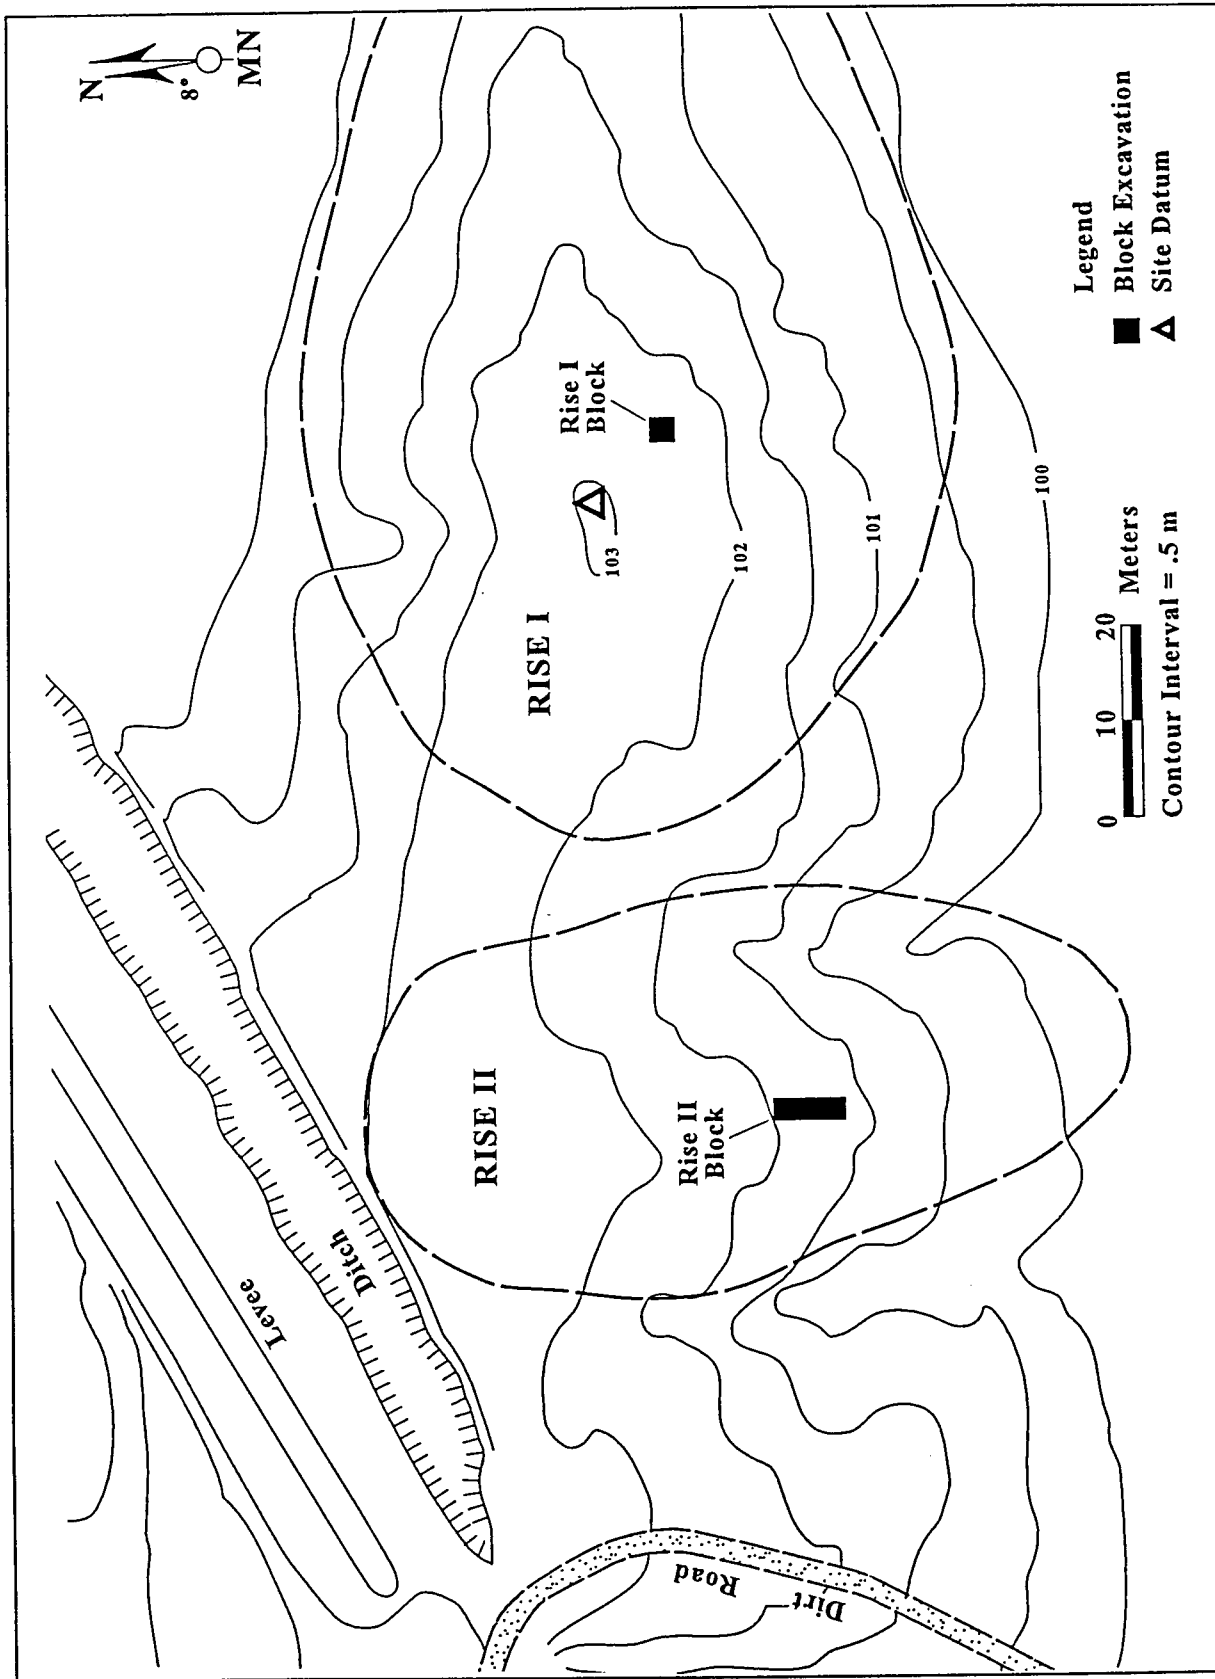 N
8°
MN
Levee
Ditch
RISE I
Rise I
Block
103
102
101
100
RISE II
Rise II
Block
Dirt
Road
Legend
Block Excavation
Site Datum
0 10 20 Meters
Contour Interval = .5 m